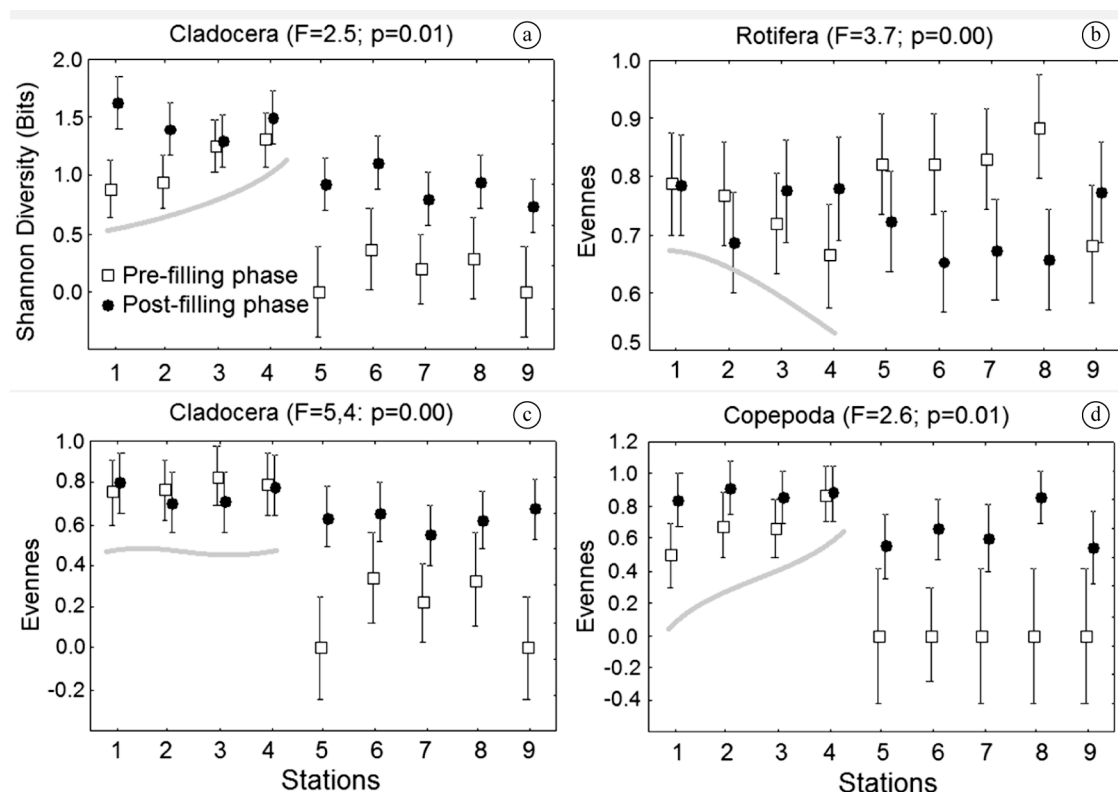 Cladocera (F=2.5; p=0.01)
a
Shannon Diversity (Bits)
2.0
1.5
1.0
0.5
0.0
Pre-filling phase
Post-filling phase
1 2 3 4 5 6 7 8 9
Rotifera (F=3.7; p=0.00)
b
Evennes
1.0
0.9
0.8
0.7
0.6
0.5
1 2 3 4 5 6 7 8 9
Cladocera (F=5,4: p=0.00)
c
Evennes
1.0
0.8
0.6
0.4
0.2
0.0
-0.2
1 2 3 4 5 6 7 8 9
Stations
Copepoda (F=2.6; p=0.01)
d
Evennes
1.2
1.0
0.8
0.6
0.4
0.2
0.0
-0.2
-0.4
-0.6
1 2 3 4 5 6 7 8 9
Stations